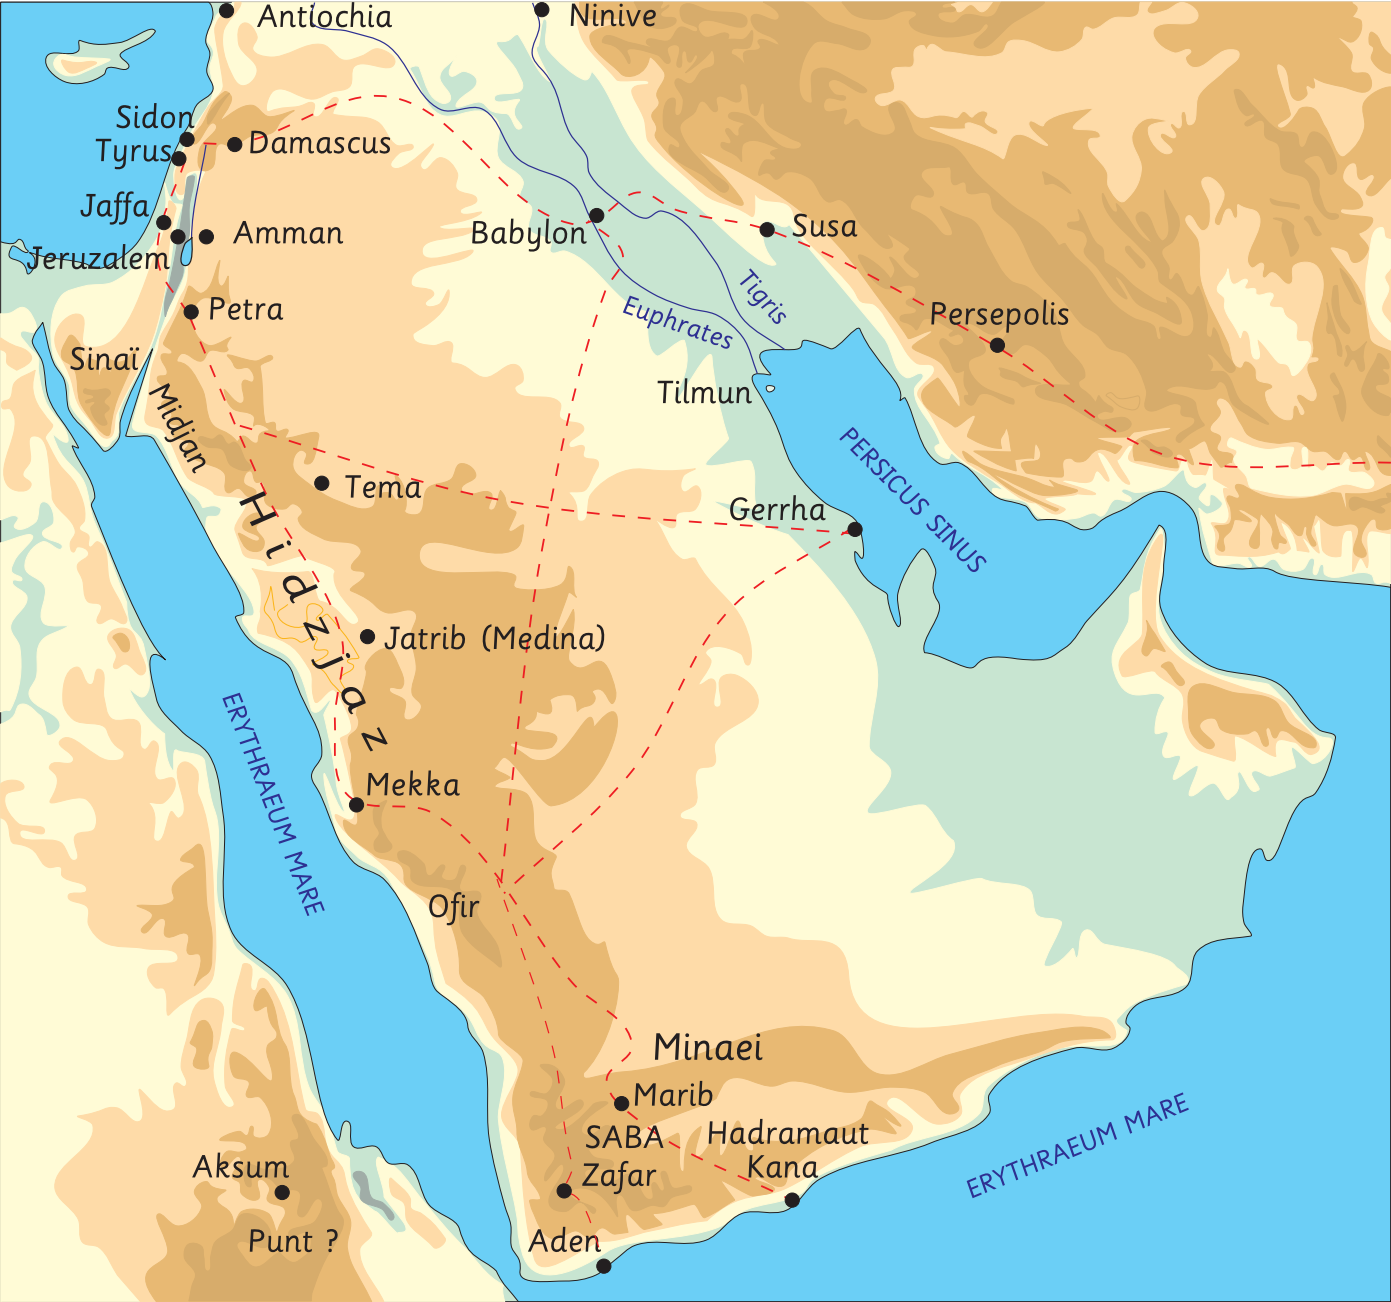 Antiochia
Ninive
Sidon
Damascus
Tyrus
Jaffa
Susa
Amman
Babylon
Jeruzalem
Tigris
Petra
Euphrates
Persepolis
Sinaï
Tilmun
Midjan
PERSICUS SINUS
Tema
Gerrha
Hidzjaz
Jatrib (Medina)
ERYTHRAEUM MARE
Mekka
Ofir
Minaei
Marib
ERYTHRAEUM MARE
SABA
Hadramaut
Aksum
Zafar
Kana
Punt ?
Aden